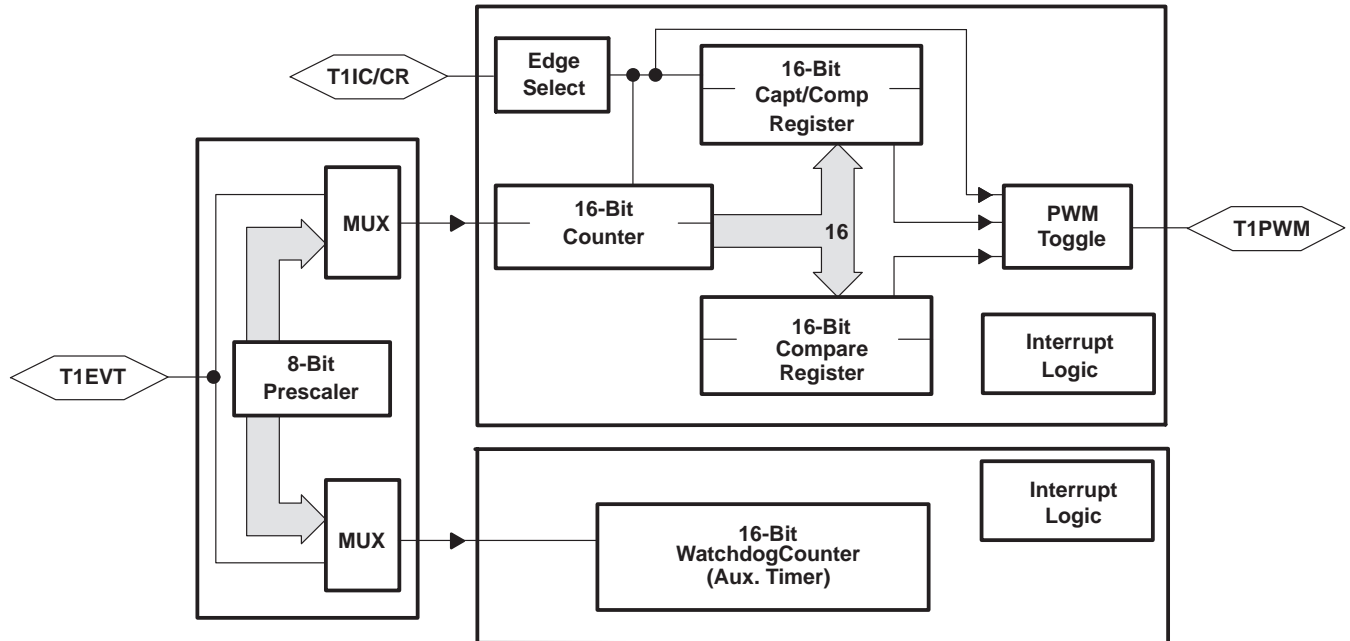 T1IC/CR
Edge
Select
16-Bit
Capt/Comp
Register
MUX
16-Bit
Counter
16
PWM
Toggle
T1PWM
16-Bit
Compare
Register
Interrupt
Logic
T1EVT
8-Bit
Prescaler
MUX
16-Bit
WatchdogCounter
(Aux. Timer)
Interrupt
Logic